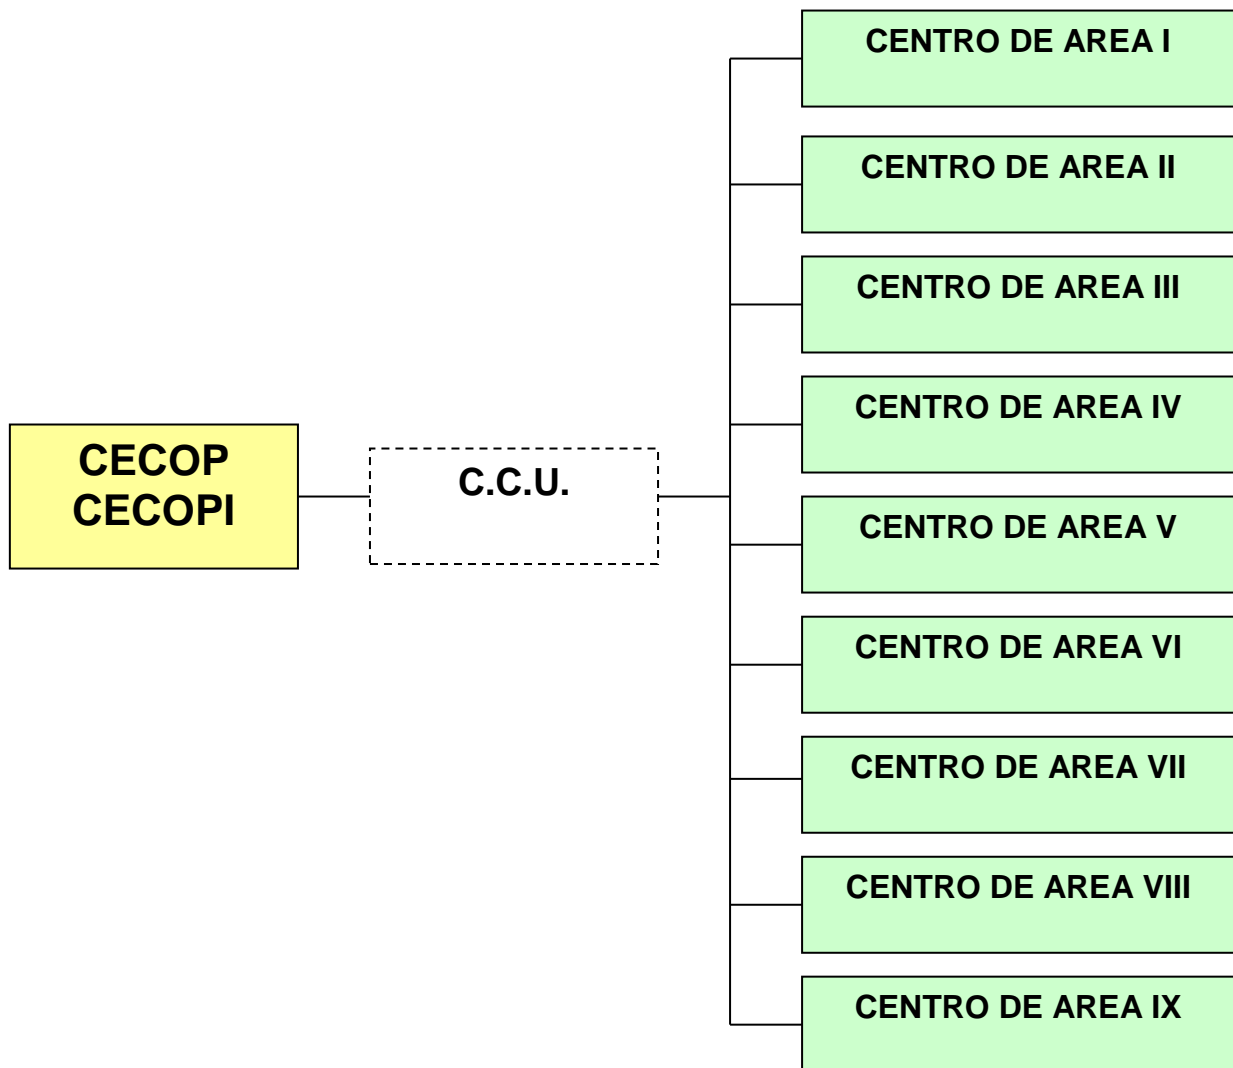 CENTRO DE AREA I
CENTRO DE AREA II
CENTRO DE AREA III
CENTRO DE AREA IV
CECOP
CECOPI
C.C.U.
CENTRO DE AREA V
CENTRO DE AREA VI
CENTRO DE AREA VII
CENTRO DE AREA VIII
CENTRO DE AREA IX